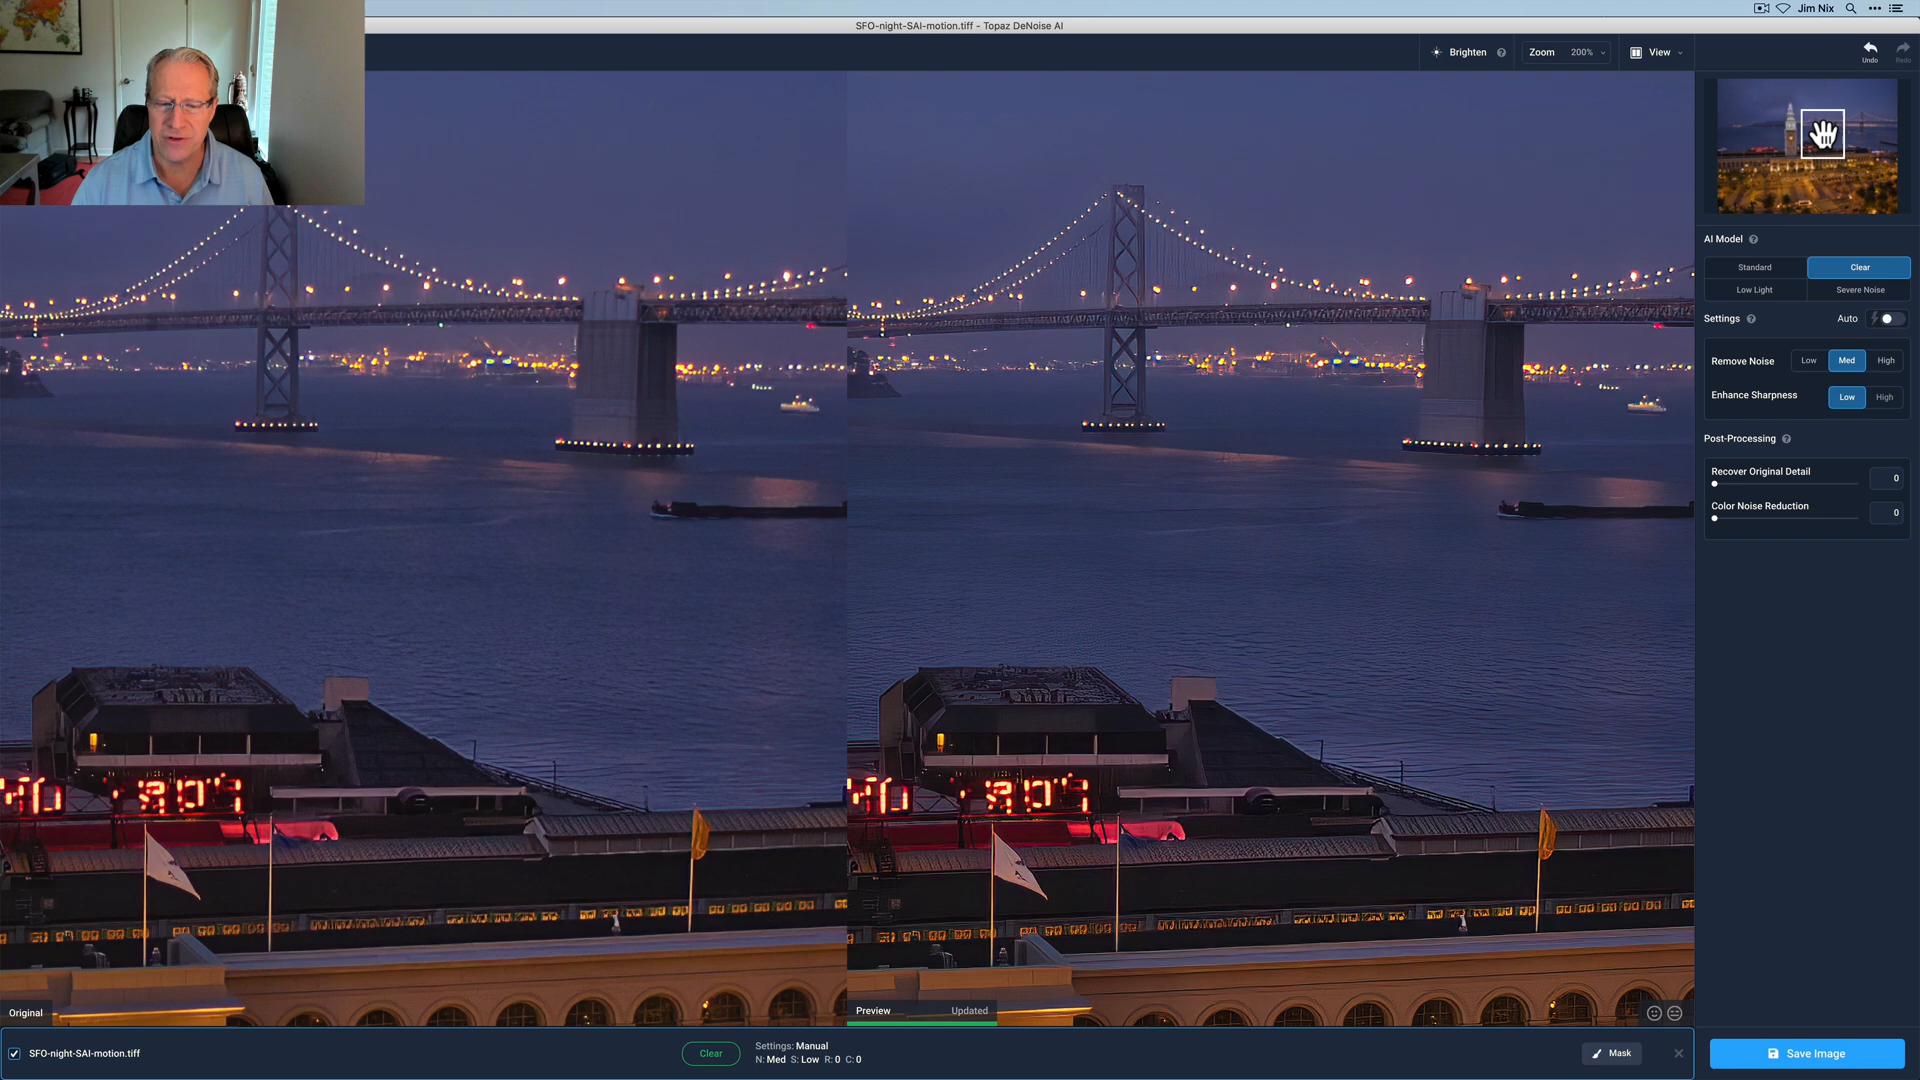 Jim Nix
SFO-night-SAI-motion.tiff - Topaz DeNoise AI
Brighten
Zoom 200%
View
Undo
Redo
AI Model
Standard Clear
Low Light Severe Noise
Settings Auto
Remove Noise Low Med High
Enhance Sharpness Low High
Post-Processing
Recover Original Detail 0
Color Noise Reduction 0
Original
Preview Updated
SFO-night-SAI-motion.tiff
Clear
Settings: Manual
N: Med S: Low R: 0 C: 0
Mask
Save Image